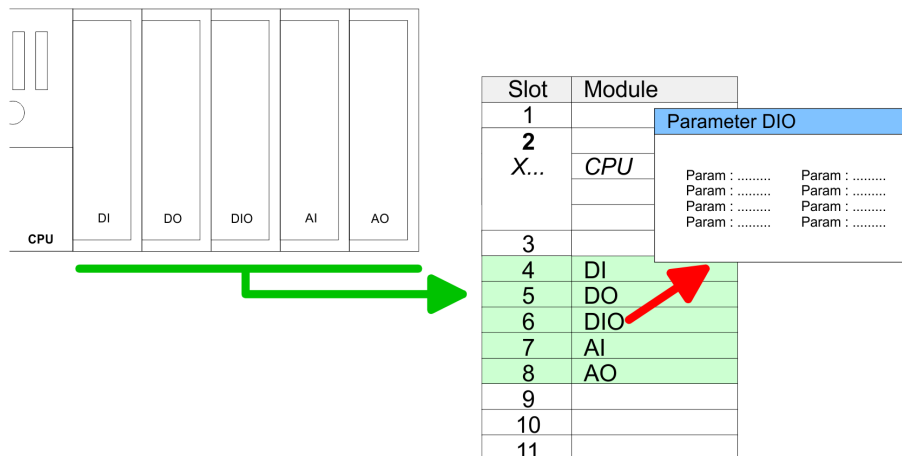 DI DO DIO AI AO
CPU
Slot Module
1
2
X... CPU
3
4 DI
5 DO
6 DIO
7 AI
8 AO
9
10
11
Parameter DIO
Param : ......... Param : .........
Param : ......... Param : .........
Param : ......... Param : .........
Param : ......... Param : .........